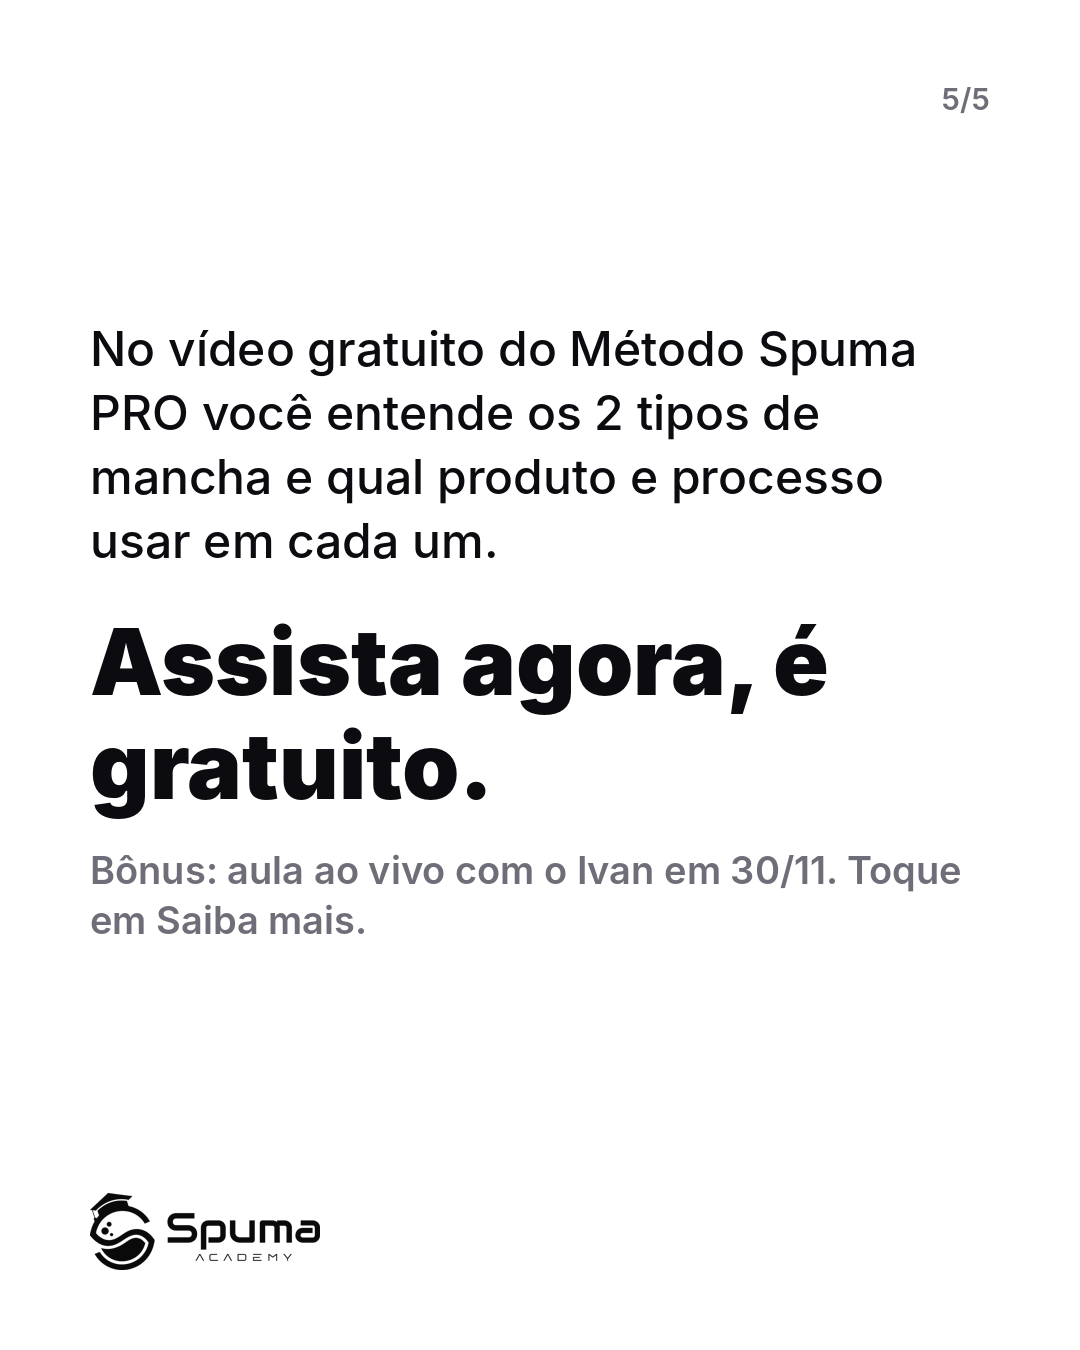 5/5
No vídeo gratuito do Método Spuma
PRO você entende os 2 tipos de
mancha e qual produto e processo
usar em cada um.
Assista agora, é
gratuito.
Bônus: aula ao vivo com o Ivan em 30/11. Toque
em Saiba mais.
Spuma
ACADEMY